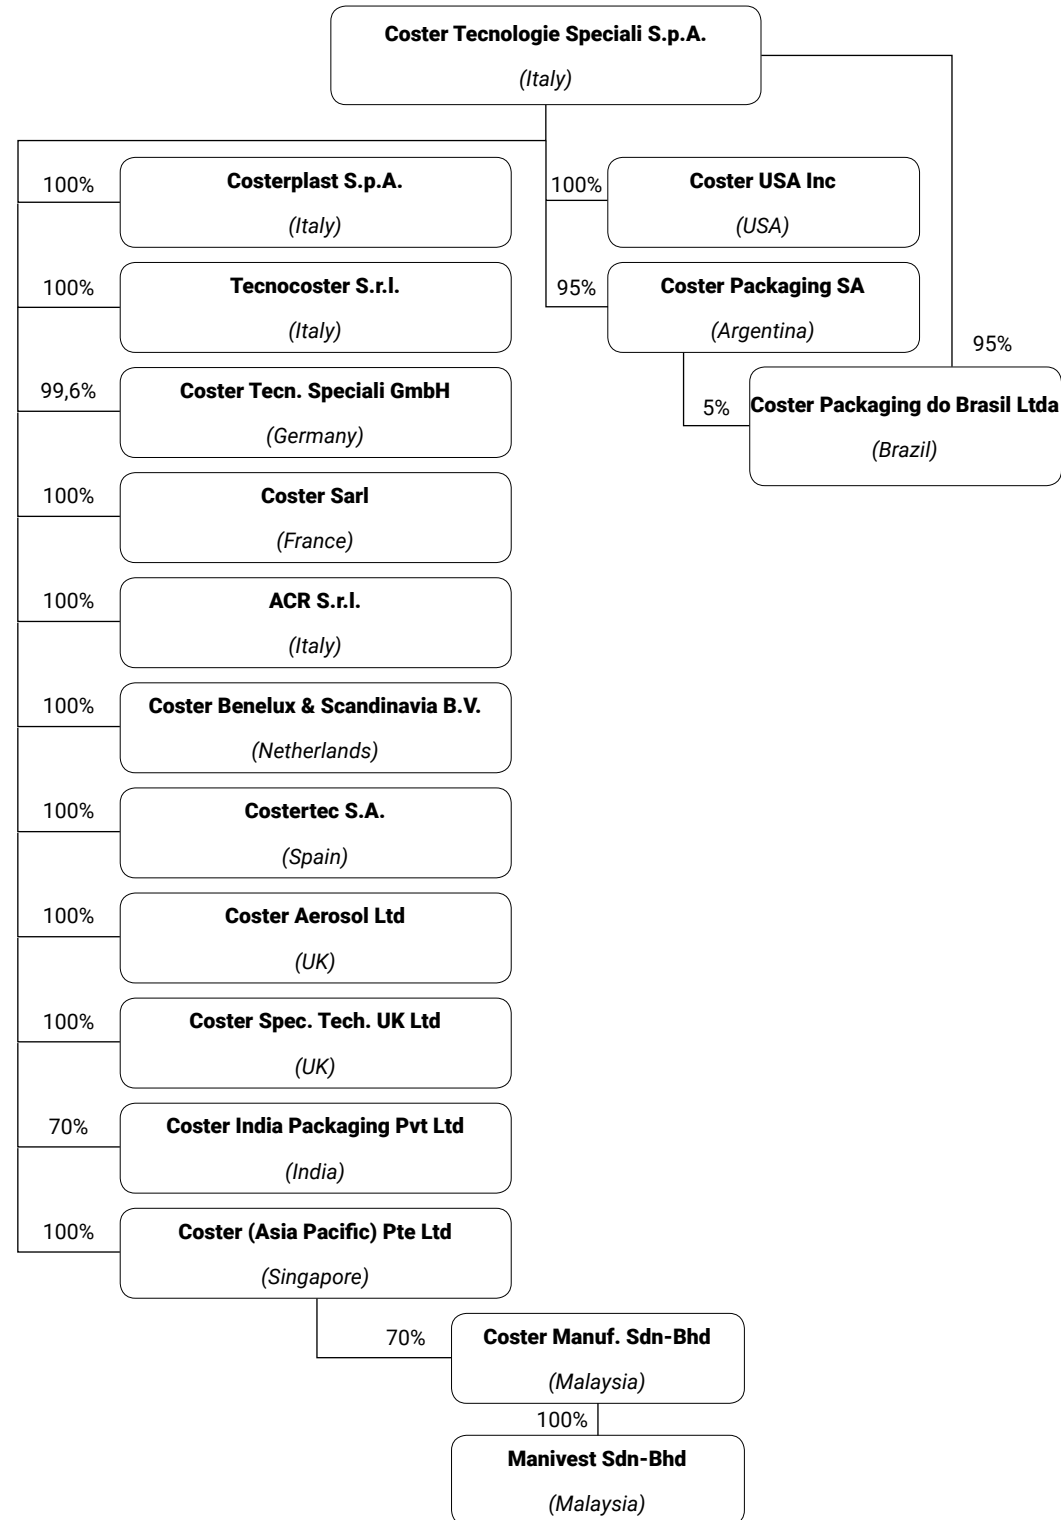 Coster Tecnologie Speciali S.p.A.
(Italy)
100%
Costerplast S.p.A.
(Italy)
100%
Tecnocoster S.r.l.
(Italy)
99,6%
Coster Tecn. Speciali GmbH
(Germany)
100%
Coster Sarl
(France)
100%
ACR S.r.l.
(Italy)
100%
Coster Benelux & Scandinavia B.V.
(Netherlands)
100%
Costertec S.A.
(Spain)
100%
Coster Aerosol Ltd
(UK)
100%
Coster Spec. Tech. UK Ltd
(UK)
70%
Coster India Packaging Pvt Ltd
(India)
100%
Coster (Asia Pacific) Pte Ltd
(Singapore)
70%
Coster Manuf. Sdn-Bhd
(Malaysia)
100%
Manivest Sdn-Bhd
(Malaysia)
100%
Coster USA Inc
(USA)
95%
Coster Packaging SA
(Argentina)
95%
5%
Coster Packaging do Brasil Ltda
(Brazil)